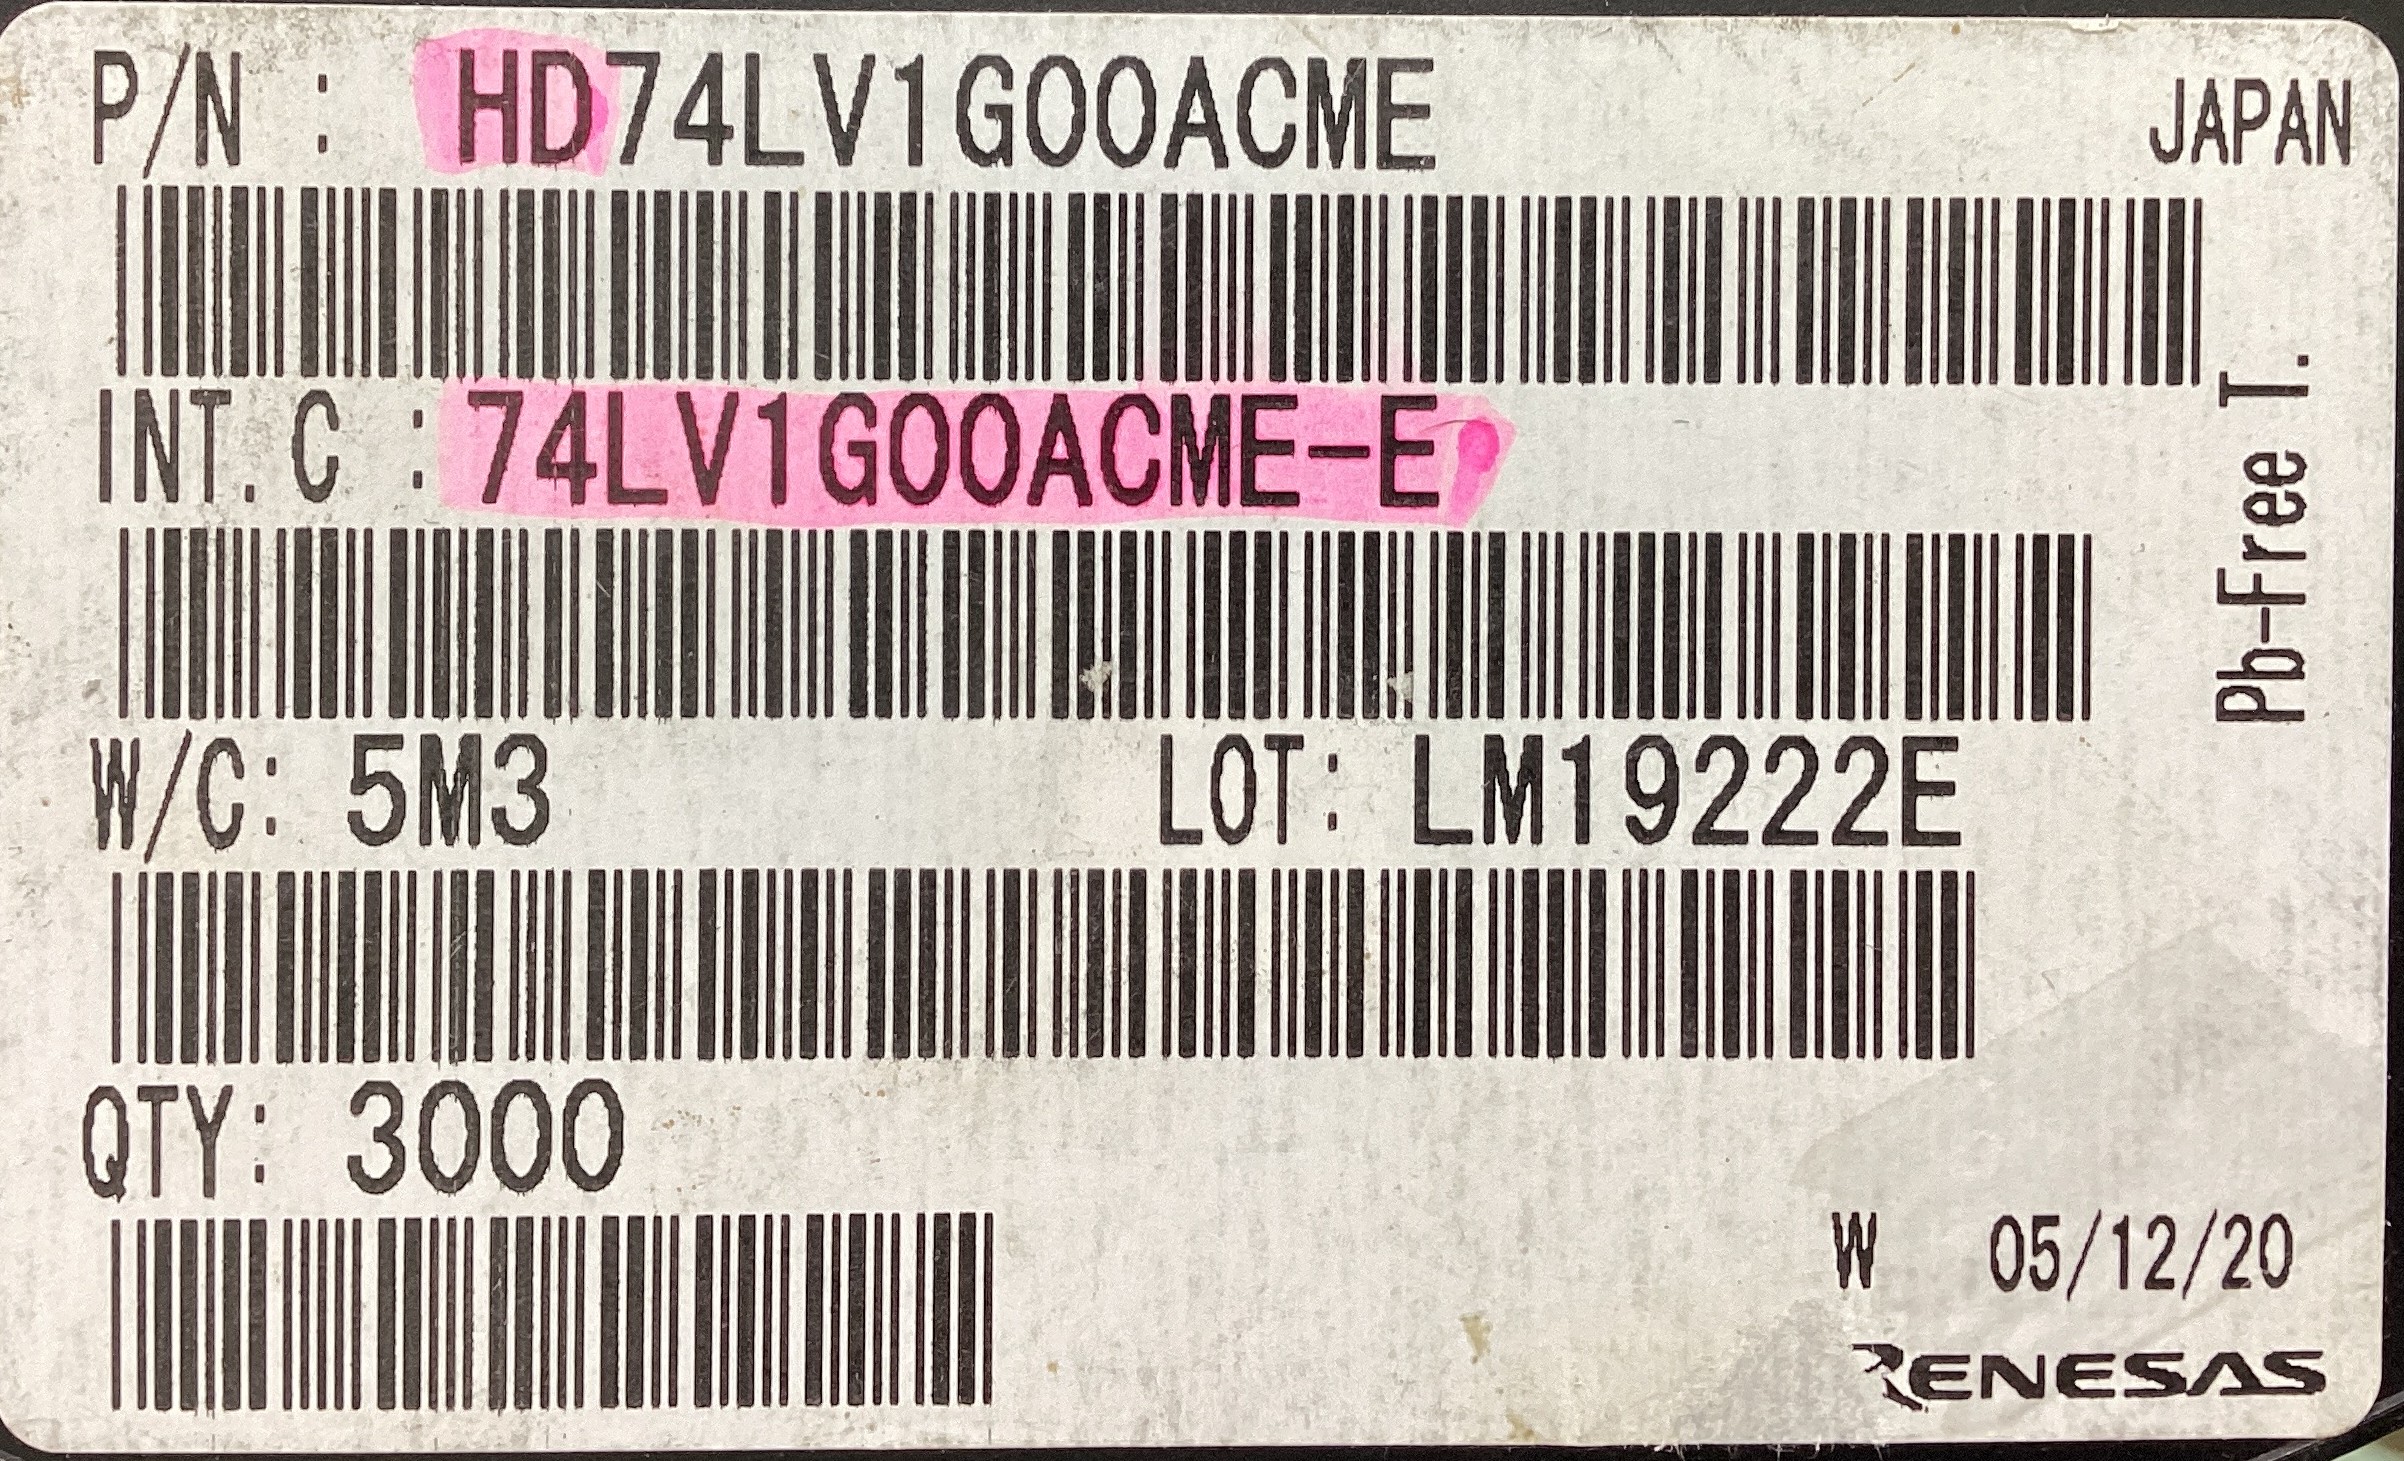 P/N : HD74LV1G00ACME
JAPAN
INT.C : 74LV1G00ACME-E
Pb-Free T.
W/C: 5M3
LOT: LM19222E
QTY: 3000
W 05/12/20
RENESAS